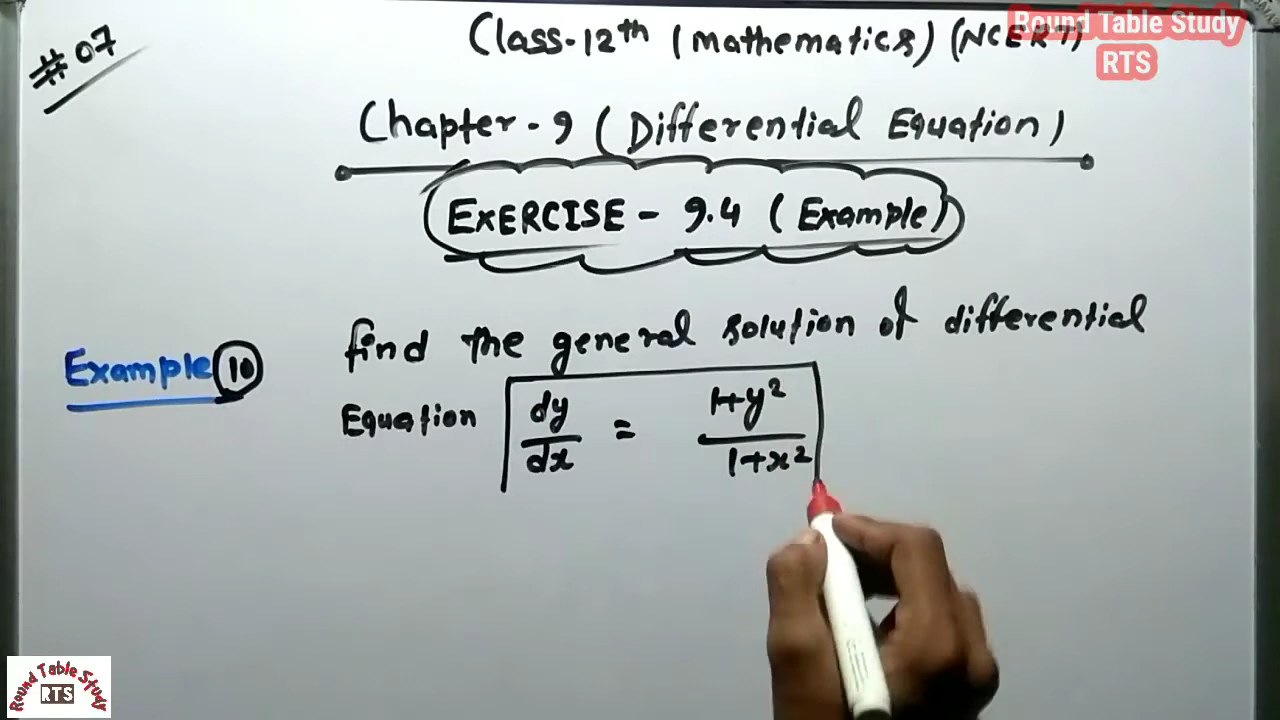 #07
Class-12th (Mathematics) (NCERT)
Round Table Study
RTS
Chapter-9 (Differential Equation)
EXERCISE - 9.4 (Example)
Example 10
find the general solution of differential
Equation dy/dx = 1+y²/1+x²
Round Table Study
RTS